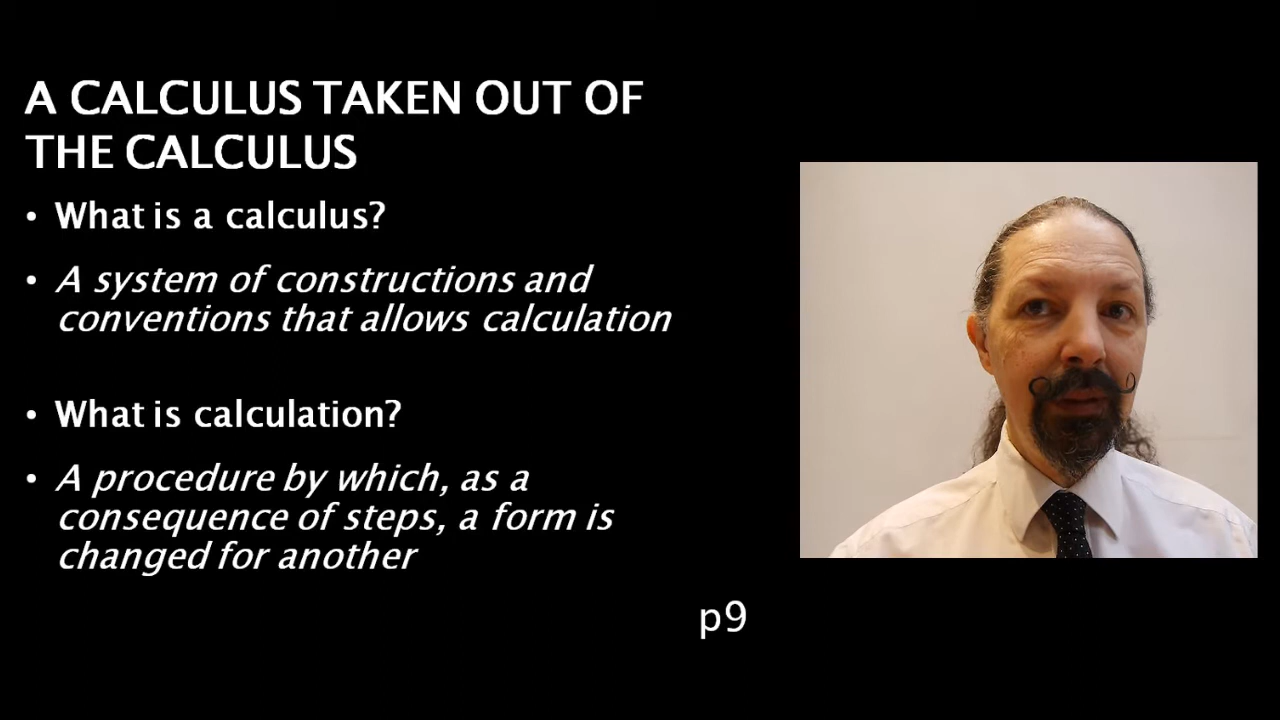 A CALCULUS TAKEN OUT OF
THE CALCULUS
• What is a calculus?
• A system of constructions and
conventions that allows calculation
• What is calculation?
• A procedure by which, as a
consequence of steps, a form is
changed for another
p9